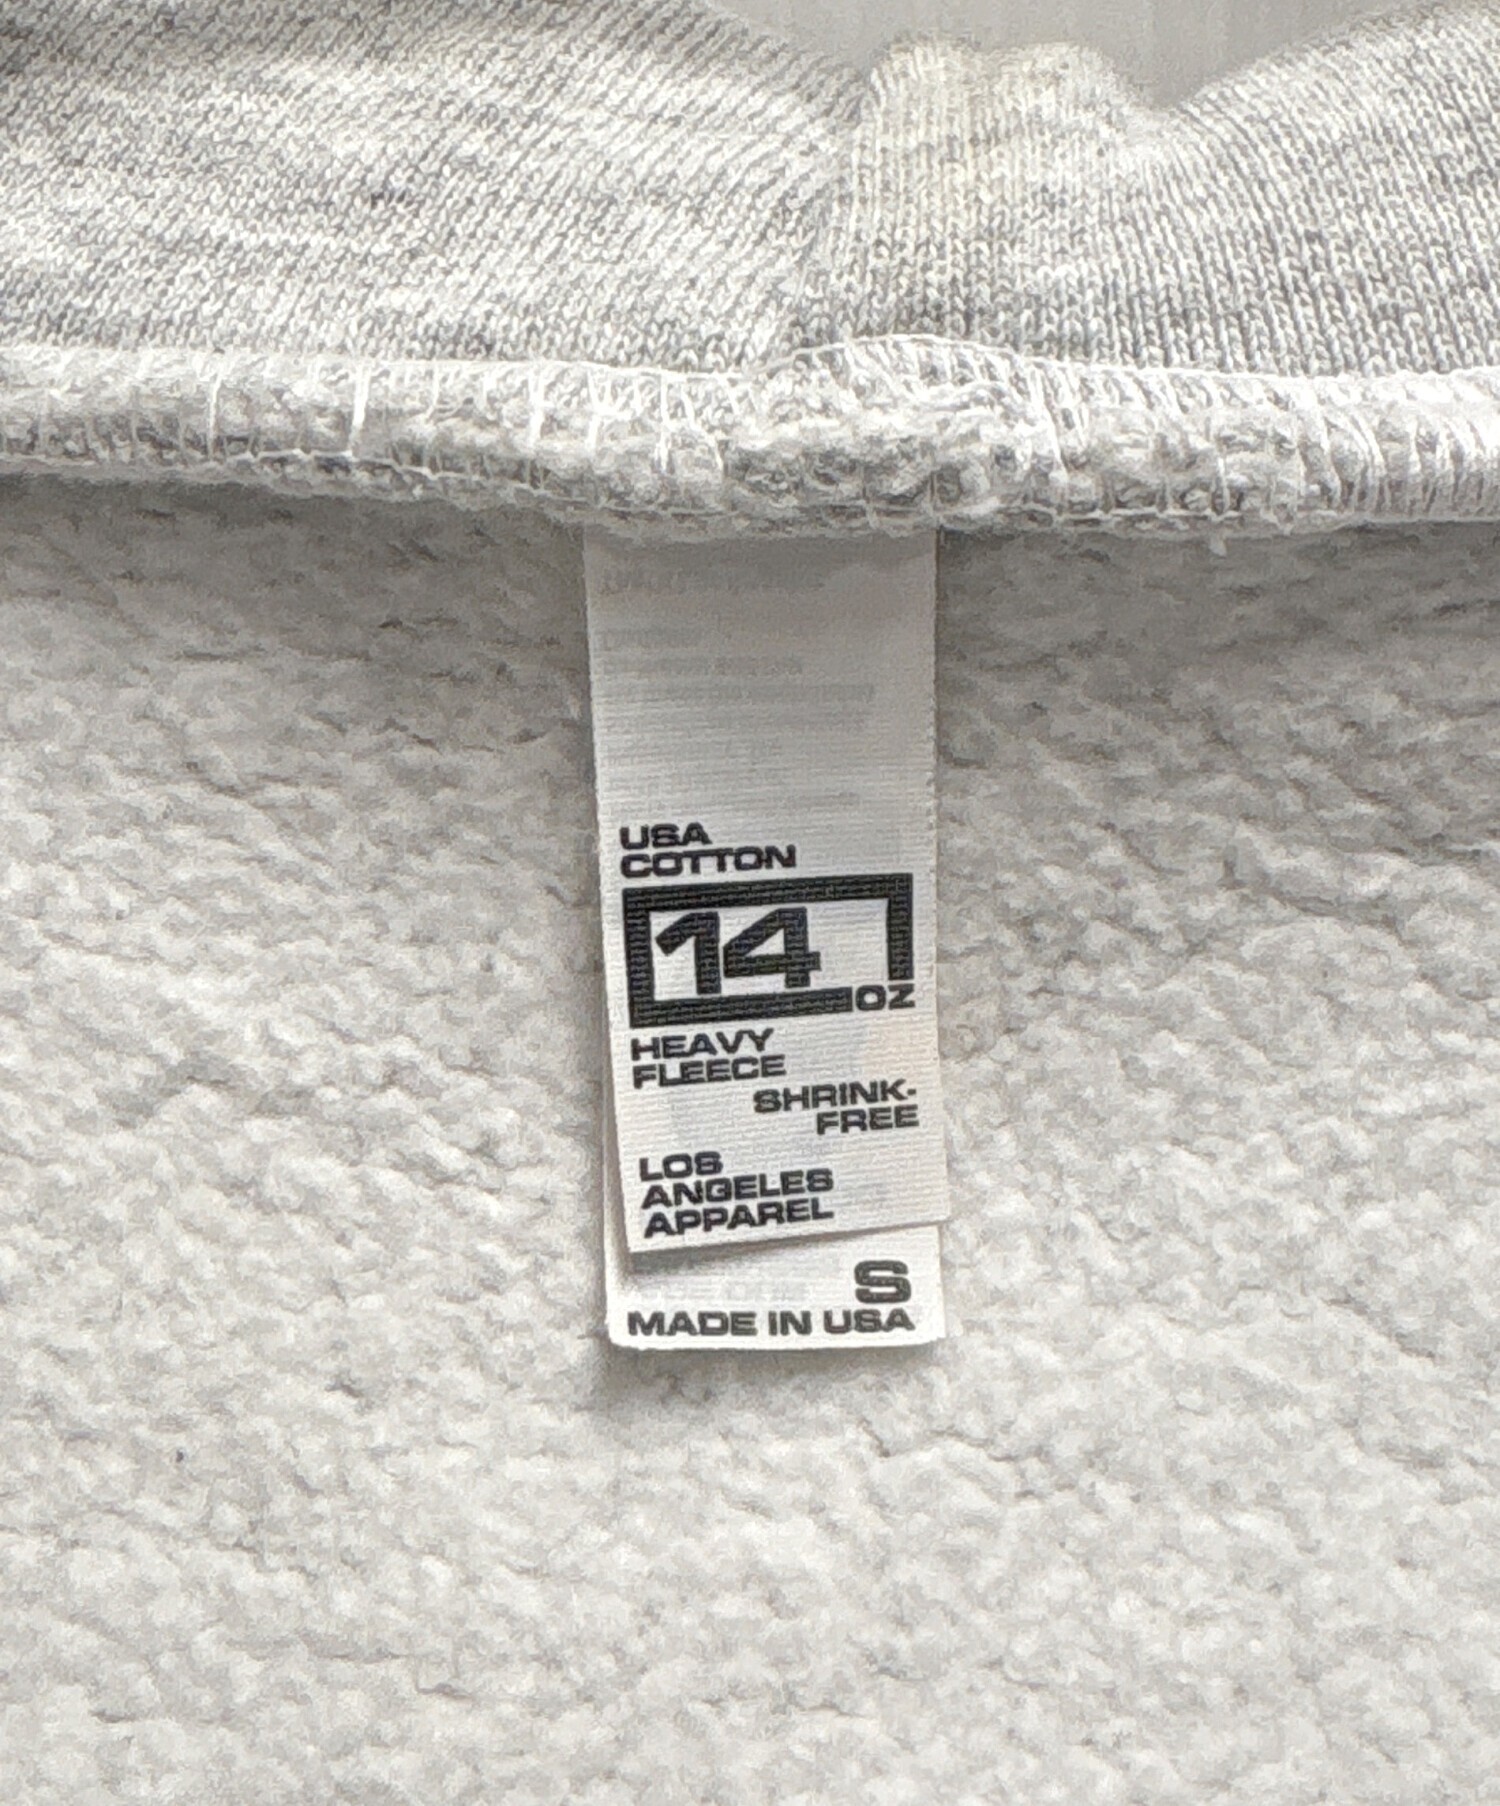 USA
COTTON
14
OZ
HEAVY
FLEECE
SHRINK-
FREE
LOS
ANGELES
APPAREL
S
MADE IN USA